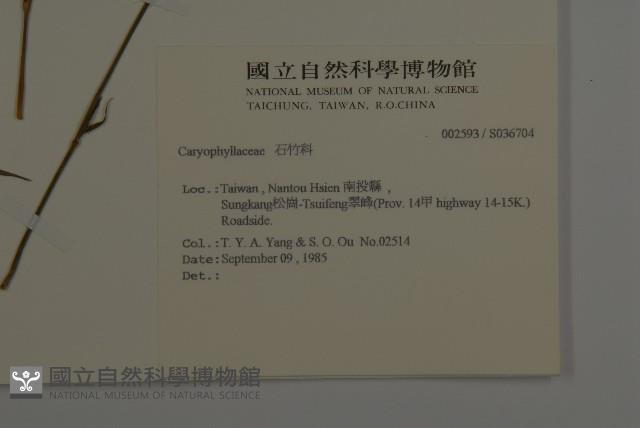 國立自然科學博物館
NATIONAL MUSEUM OF NATURAL SCIENCE
TAICHUNG, TAIWAN, R.O.CHINA
002593 / S036704
Caryophyllaceae 石竹科
Loc.:Taiwan , Nantou Hsien 南投縣 ,
Sungkang松崗-Tsuifeng翠峰(Prov. 14甲 highway 14-15K.)
Roadside.
Col.:T. Y. A. Yang & S. O. Ou No.02514
Date:September 09 , 1985
Det.:
國立自然科學博物館
NATIONAL MUSEUM OF NATURAL SCIENCE